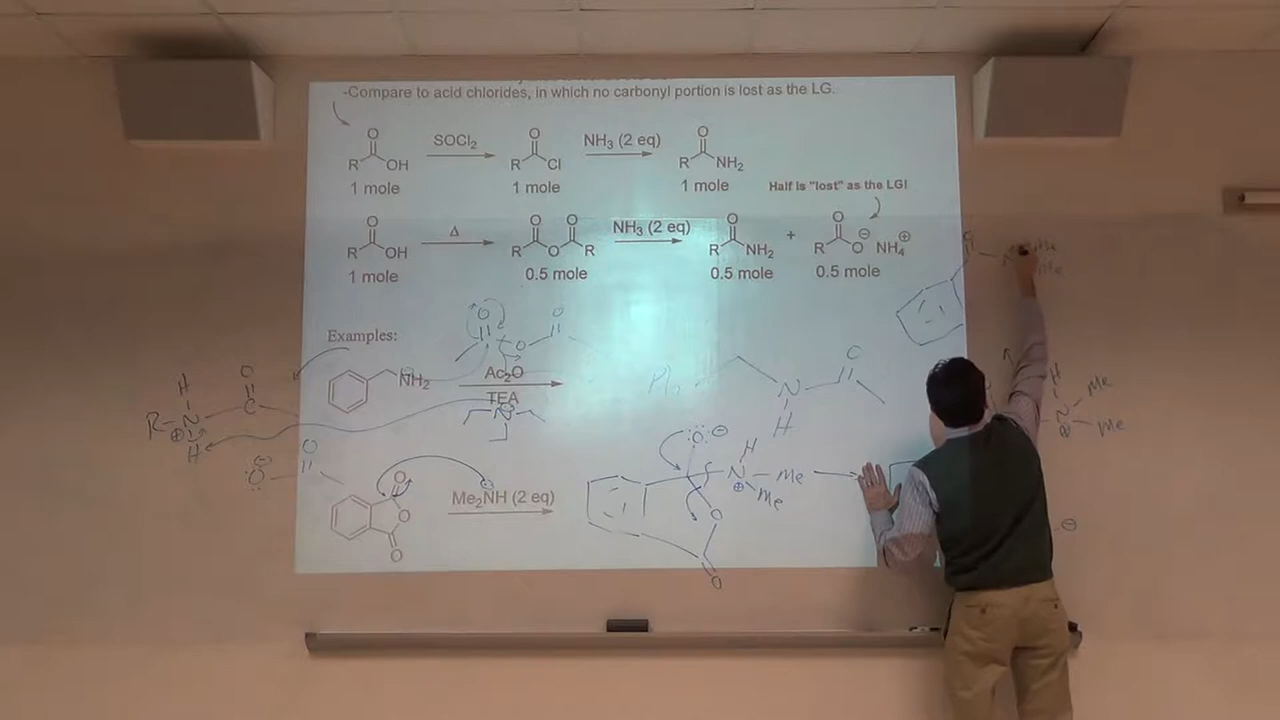 -Compare to acid chlorides, in which no carbonyl portion is lost as the LG.
O SOCl₂ O NH₃ (2 eq) O
R OH R Cl R NH₂
1 mole 1 mole 1 mole
Half is "lost" as the LG!
O Δ O O NH₃ (2 eq) O + O
R OH R O R R NH₂ R O ⊖ NH₄ ⊕
1 mole 0.5 mole 0.5 mole 0.5 mole
Examples:
O O O
NH₂ Ac₂O
TEA
N
R N ⊕ H H O C
O ⊖ O
Ph N H O
O Me₂NH (2 eq)
O
O
O ⊖ H
N ⊕ Me
Me
O
O
H
N ⊕ Me
Me
⊖